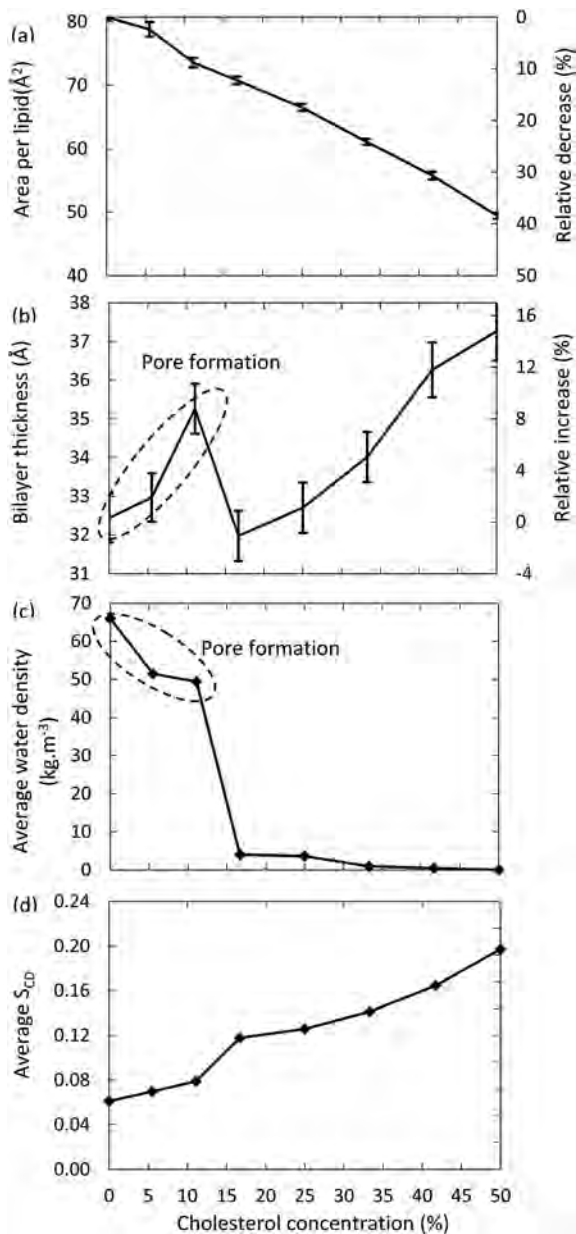 (a)
80
70
60
50
40
Area per lipid(Å²)
0
10
20
30
40
50
Relative decrease (%)
(b)
38
37
36
35
34
33
32
31
Bilayer thickness (Å)
Pore formation
16
12
8
4
0
-4
Relative increase (%)
(c)
70
60
50
40
30
20
10
0
Average water density
(kg.m⁻³)
Pore formation
(d)
0.24
0.20
0.16
0.12
0.08
0.04
0.00
Average S_CD
0 5 10 15 20 25 30 35 40 45 50
Cholesterol concentration (%)